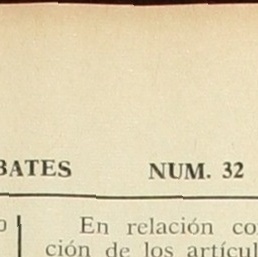 BATES NUM. 32
En relación co
ción de los artícul